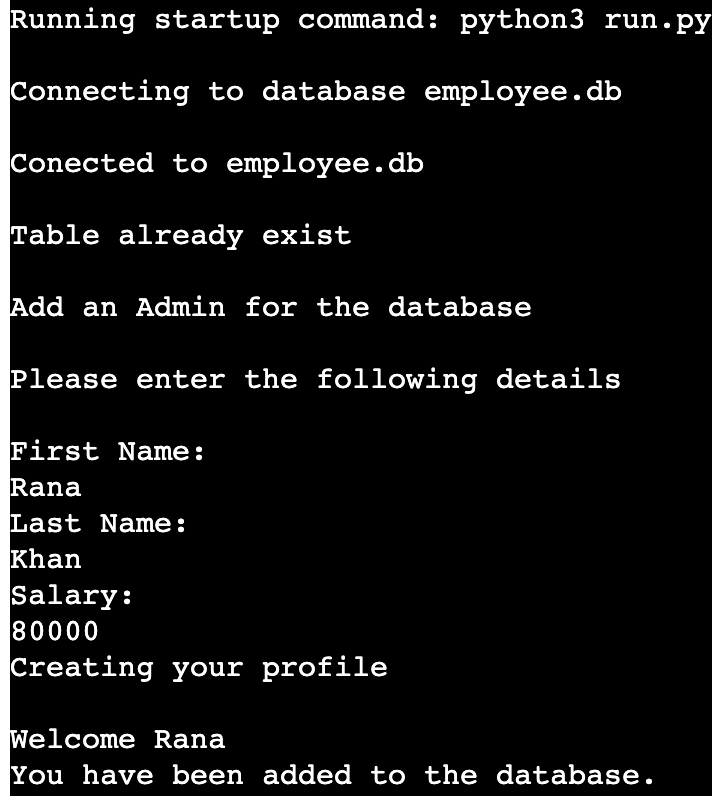 Running startup command: python3 run.py
Connecting to database employee.db
Conected to employee.db
Table already exist
Add an Admin for the database
Please enter the following details
First Name:
Rana
Last Name:
Khan
Salary:
80000
Creating your profile
Welcome Rana
You have been added to the database.